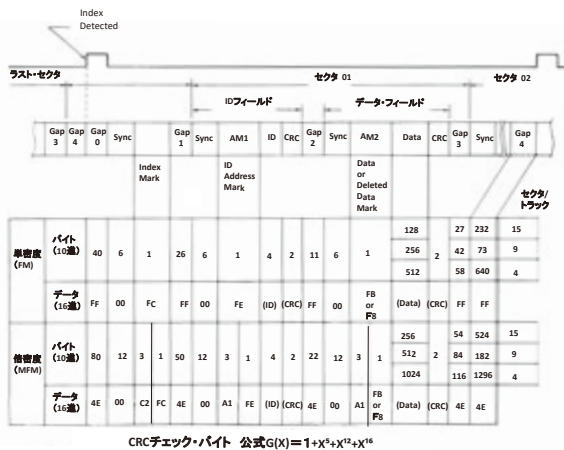 Index
Detected
ラスト・セクタ
セクタ 01
セクタ 02
IDフィールド
データ・フィールド
Gap 3 Gap 4 Gap 0 Sync Gap 1 Sync AM1 ID CRC Gap 2 Sync AM2 Data CRC Gap 3 Sync Gap 4
Index Mark
ID Address Mark
Data or Deleted Data Mark
セクタ/トラック
単密度 (FM)
バイト (10進) 40 6 1 26 6 1 4 2 11 6 1 2
128 27 232 15
256 42 73 9
512 58 640 4
データ (16進) FF 00 FC FF 00 FE (ID) (CRC) FF 00 FB or F8 (Data) (CRC) FF FF
倍密度 (MFM)
バイト (10進) 80 12 3 1 50 12 3 1 4 2 22 12 3 1 2
256 54 524 15
512 84 182 9
1024 116 1296 4
データ (16進) 4E 00 C2 FC 4E 00 A1 FE (ID) (CRC) 4E 00 A1 FB or F8 (Data) (CRC) 4E 4E
CRCチェック・バイト 公式G(X)=1+X⁵+X¹²+X¹⁶